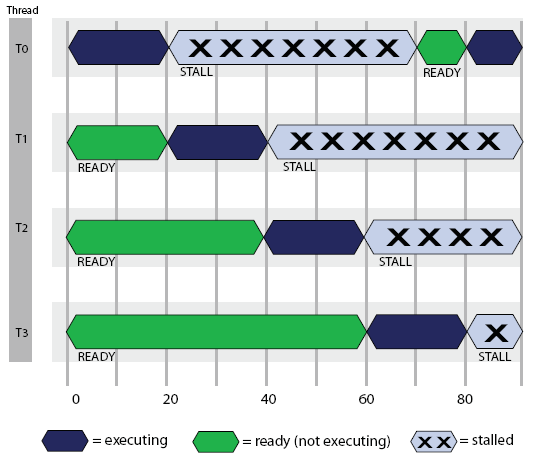 Thread
T0
STALL
READY
T1
READY
STALL
T2
READY
STALL
T3
READY
STALL
0 20 40 60 80
= executing = ready (not executing) = stalled